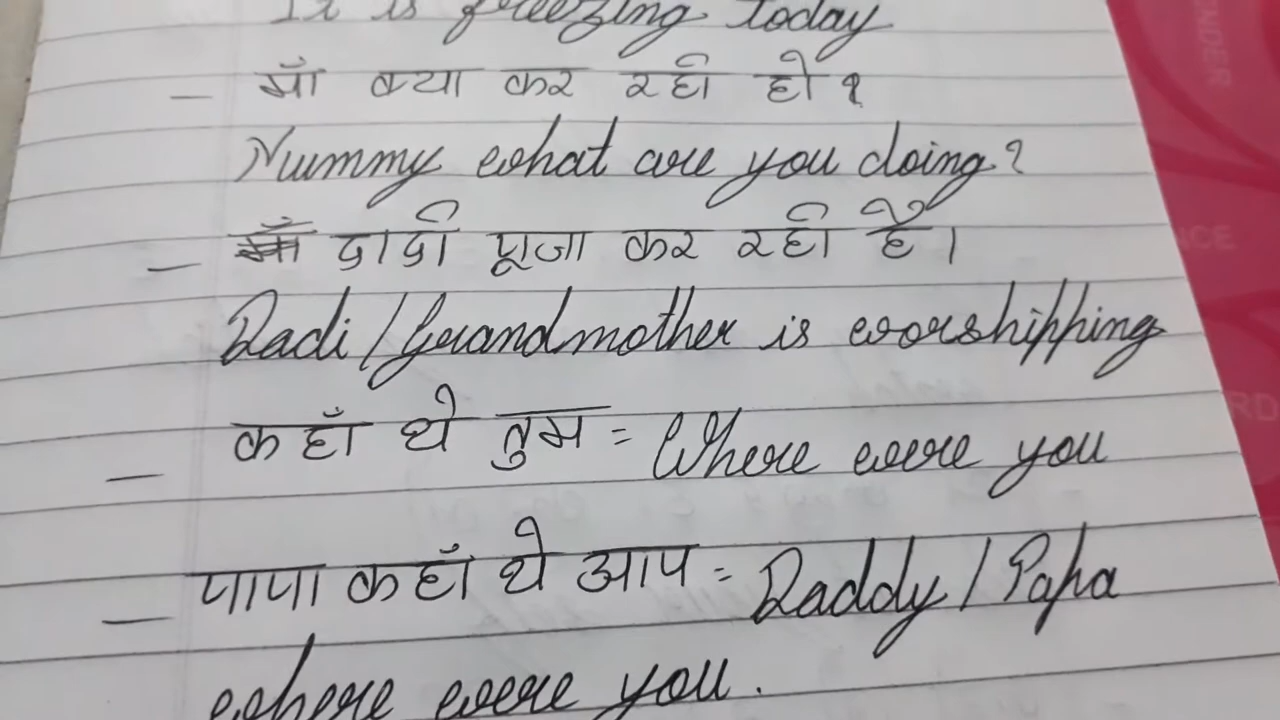 It is freezing today
– माँ क्या कर रही हो?
Mummy what are you doing?
– दादी पूजा कर रही हैं।
Dadi / Grandmother is worshipping
– कहाँ थे तुम = Where were you
– पापा कहाँ थे आप = Daddy / Papa
where were you.